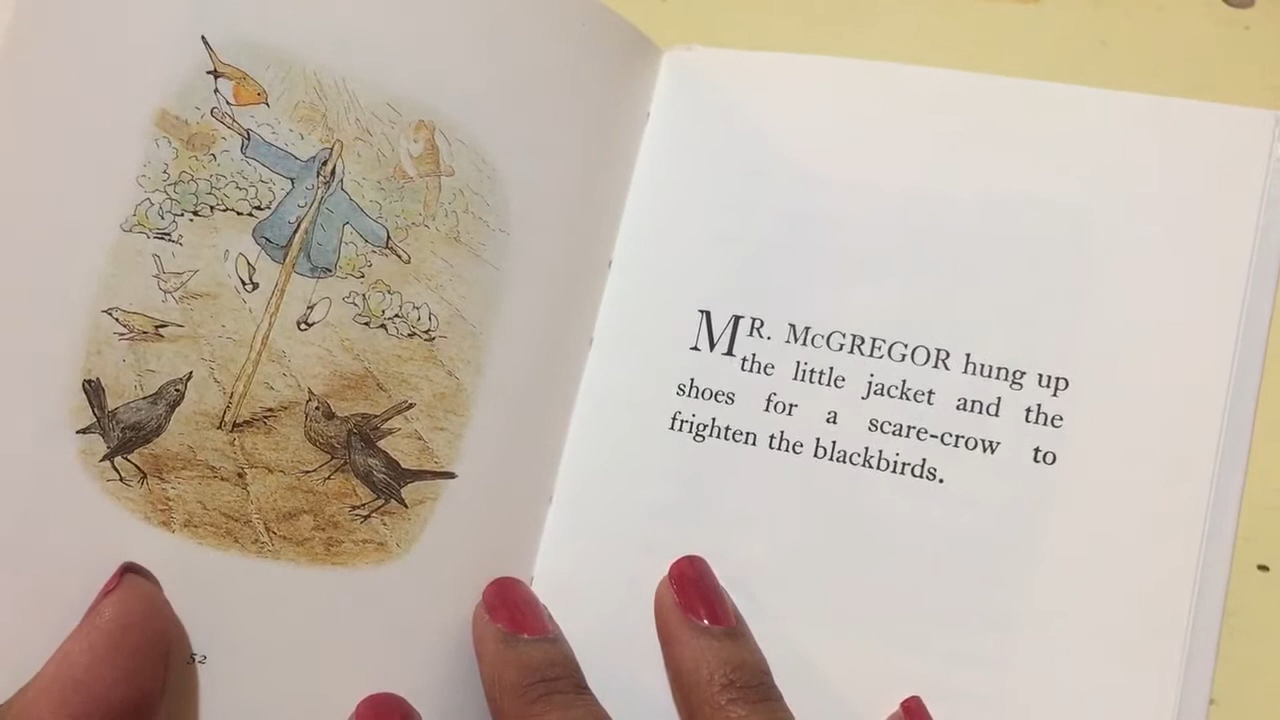 52
MR. McGREGOR hung up
the little jacket and the
shoes for a scare-crow to
frighten the blackbirds.